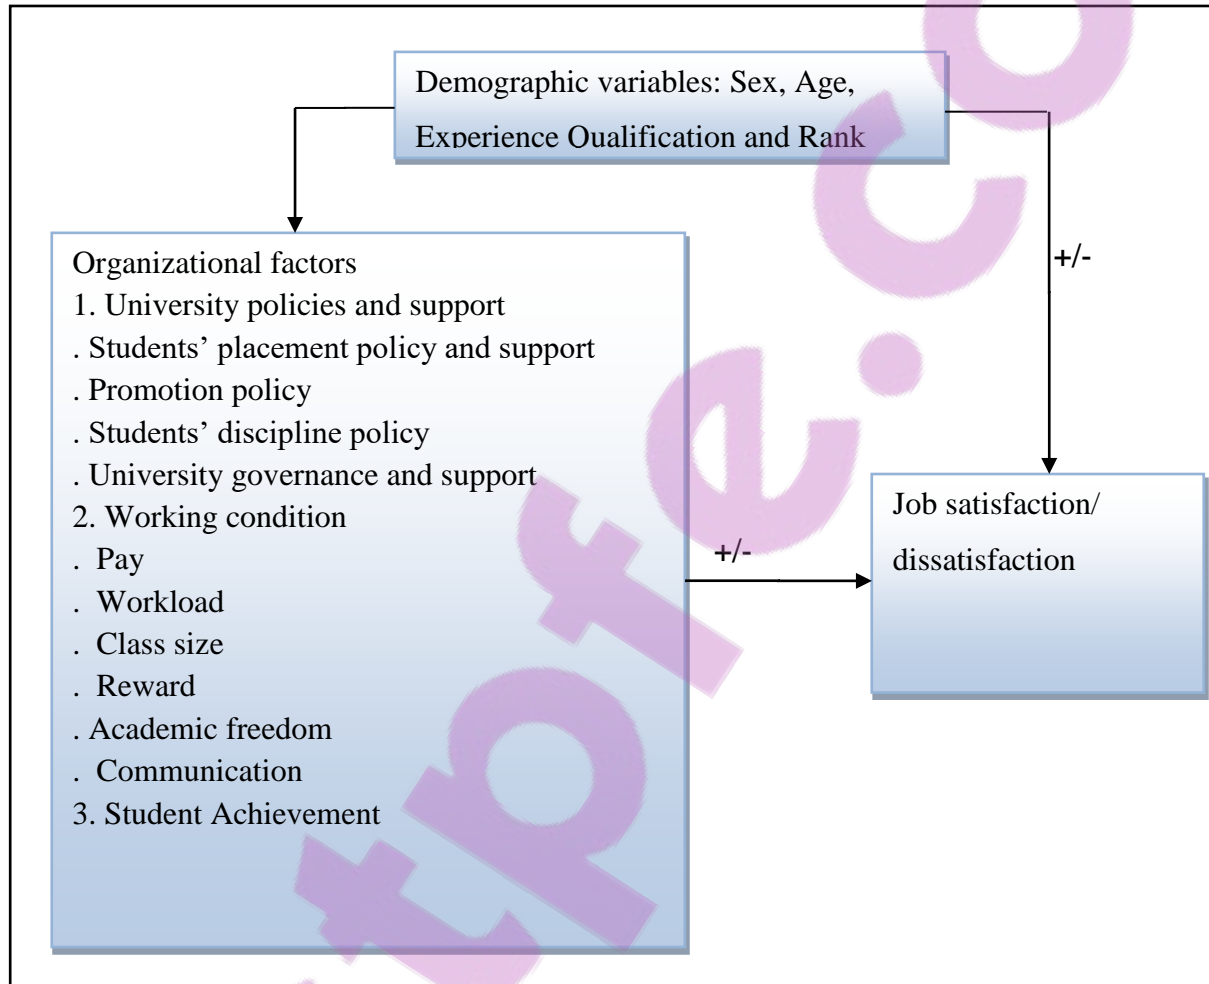 Demographic variables: Sex, Age,
Experience Qualification and Rank
Organizational factors
1. University policies and support
. Students’ placement policy and support
. Promotion policy
. Students’ discipline policy
. University governance and support
2. Working condition
. Pay
. Workload
. Class size
. Reward
. Academic freedom
. Communication
3. Student Achievement
+/-
+/-
Job satisfaction/
dissatisfaction
tpfe.co